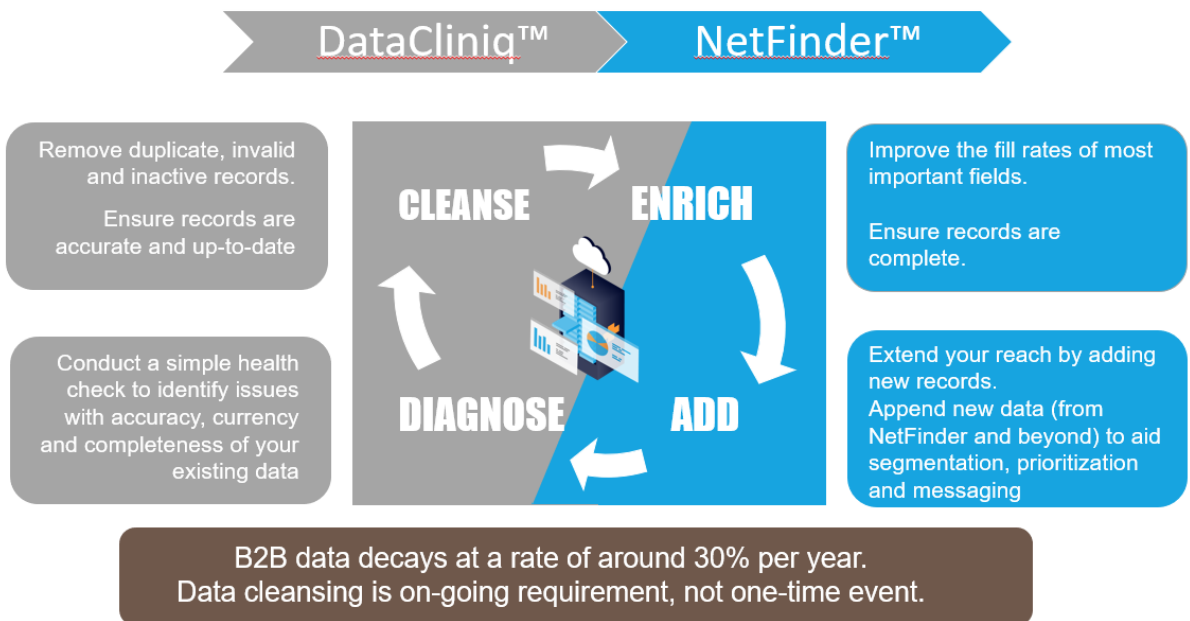 DataCliniq™
NetFinder™
Remove duplicate, invalid
and inactive records.
Ensure records are
accurate and up-to-date
CLEANSE
ENRICH
Improve the fill rates of most
important fields.
Ensure records are
complete.
Conduct a simple health
check to identify issues
with accuracy, currency
and completeness of your
existing data
DIAGNOSE
ADD
Extend your reach by adding
new records.
Append new data (from
NetFinder and beyond) to aid
segmentation, prioritization
and messaging
B2B data decays at a rate of around 30% per year.
Data cleansing is on-going requirement, not one-time event.